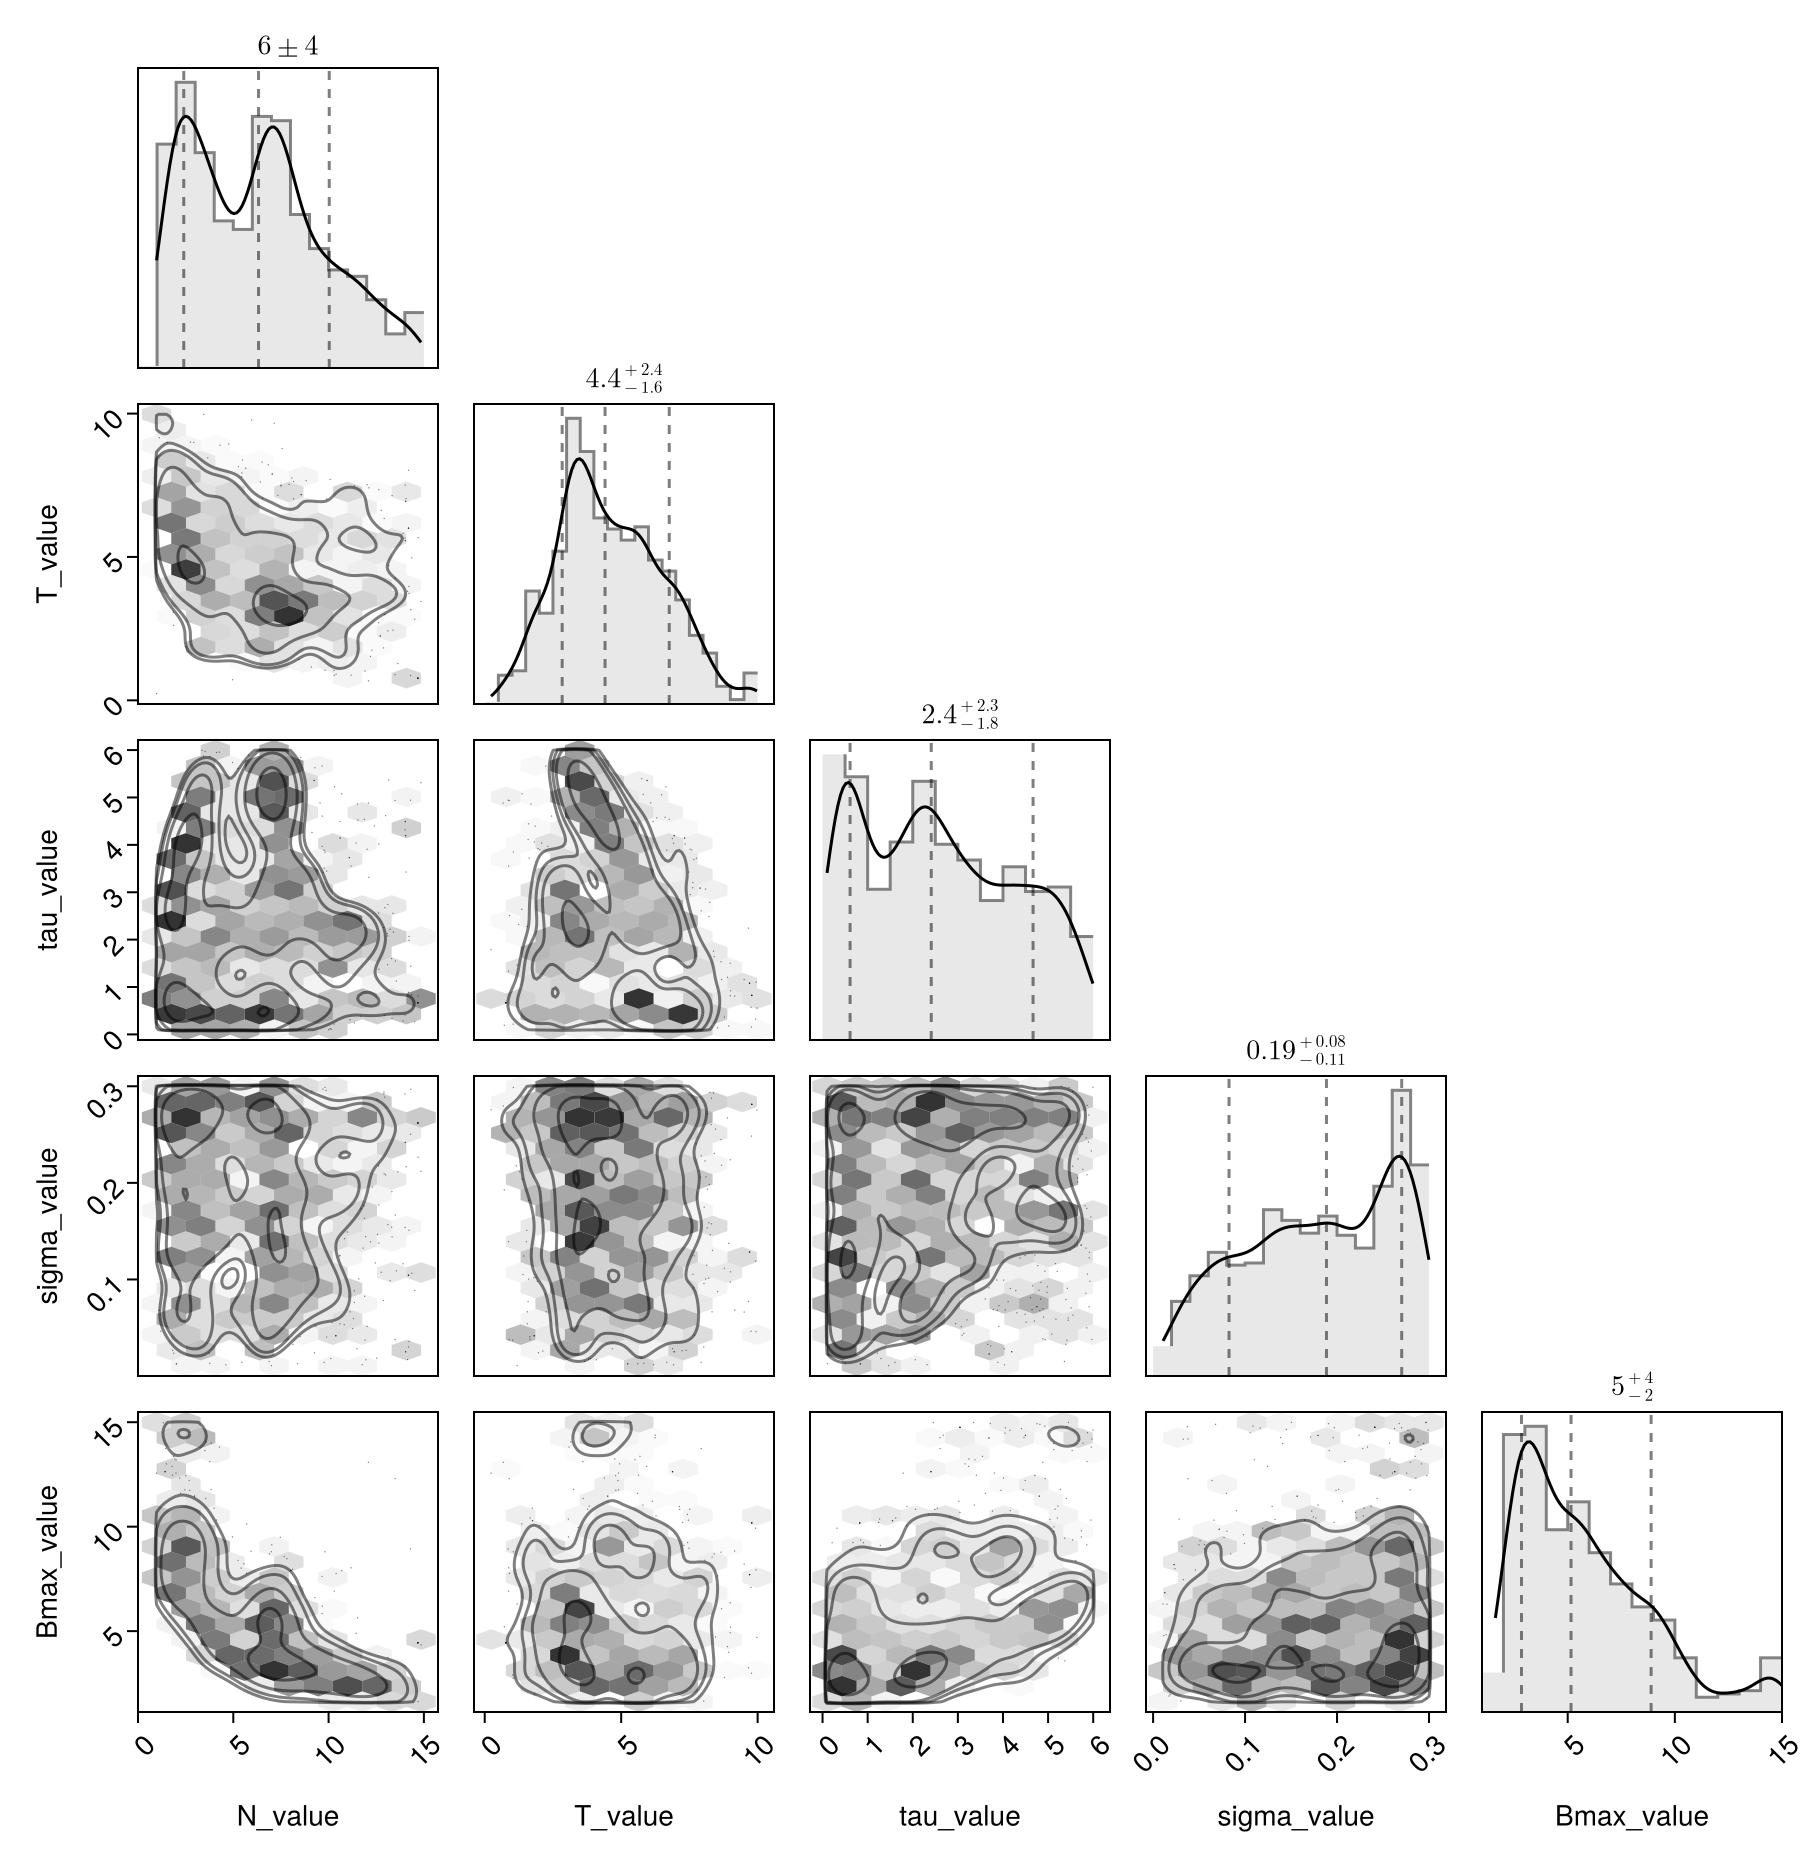 6 ± 4
4.4 +2.4 −1.6
10
5
0
T_value
2.4 +2.3 −1.8
6
5
4
3
2
1
0
tau_value
0.19 +0.08 −0.11
0.3
0.2
0.1
sigma_value
5 +4 −2
15
10
5
Bmax_value
0 5 10 15 0 5 10 0 1 2 3 4 5 6 0.0 0.1 0.2 0.3 5 10 15
N_value T_value tau_value sigma_value Bmax_value